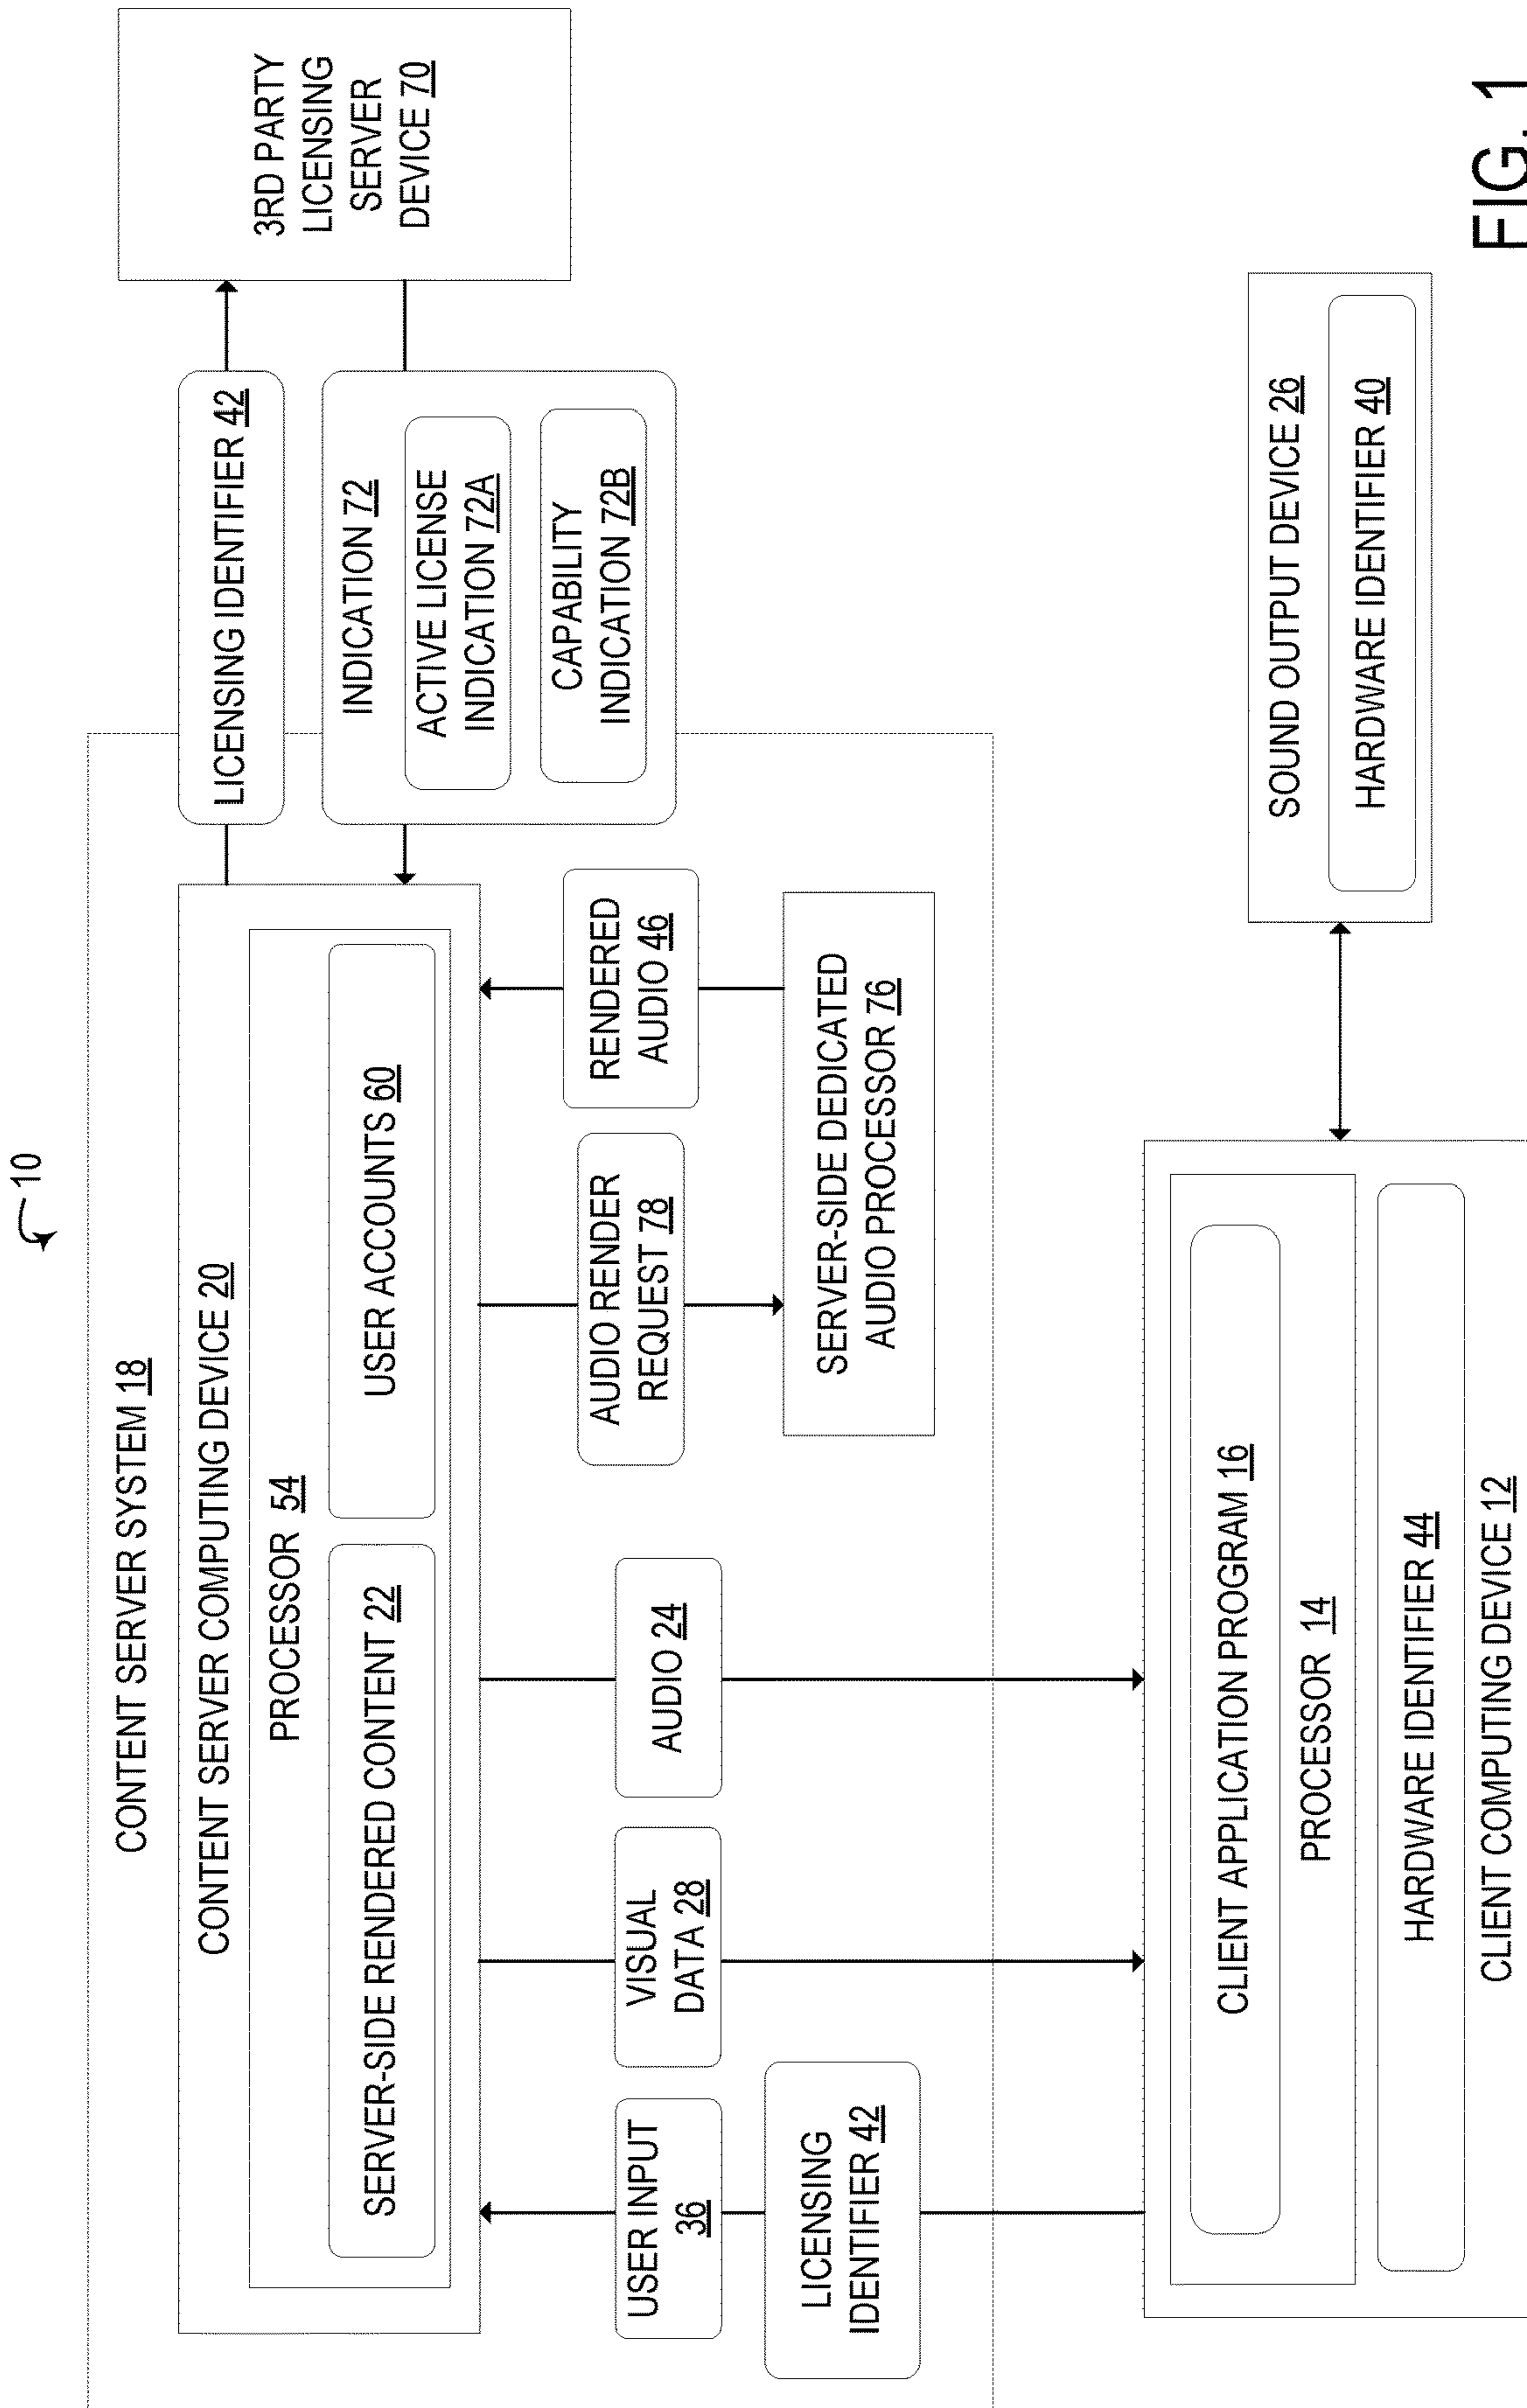 10
CONTENT SERVER SYSTEM 18
CONTENT SERVER COMPUTING DEVICE 20
PROCESSOR 54
SERVER-SIDE RENDERED CONTENT 22
USER ACCOUNTS 60
LICENSING IDENTIFIER 42
INDICATION 72
ACTIVE LICENSE
INDICATION 72A
CAPABILITY
INDICATION 72B
3RD PARTY
LICENSING
SERVER
DEVICE 70
USER INPUT
36
LICENSING
IDENTIFIER 42
VISUAL
DATA 28
AUDIO 24
AUDIO RENDER
REQUEST 78
RENDERED
AUDIO 46
SERVER-SIDE DEDICATED
AUDIO PROCESSOR 76
CLIENT APPLICATION PROGRAM 16
PROCESSOR 14
HARDWARE IDENTIFIER 44
CLIENT COMPUTING DEVICE 12
SOUND OUTPUT DEVICE 26
HARDWARE IDENTIFIER 40
FIG. 1